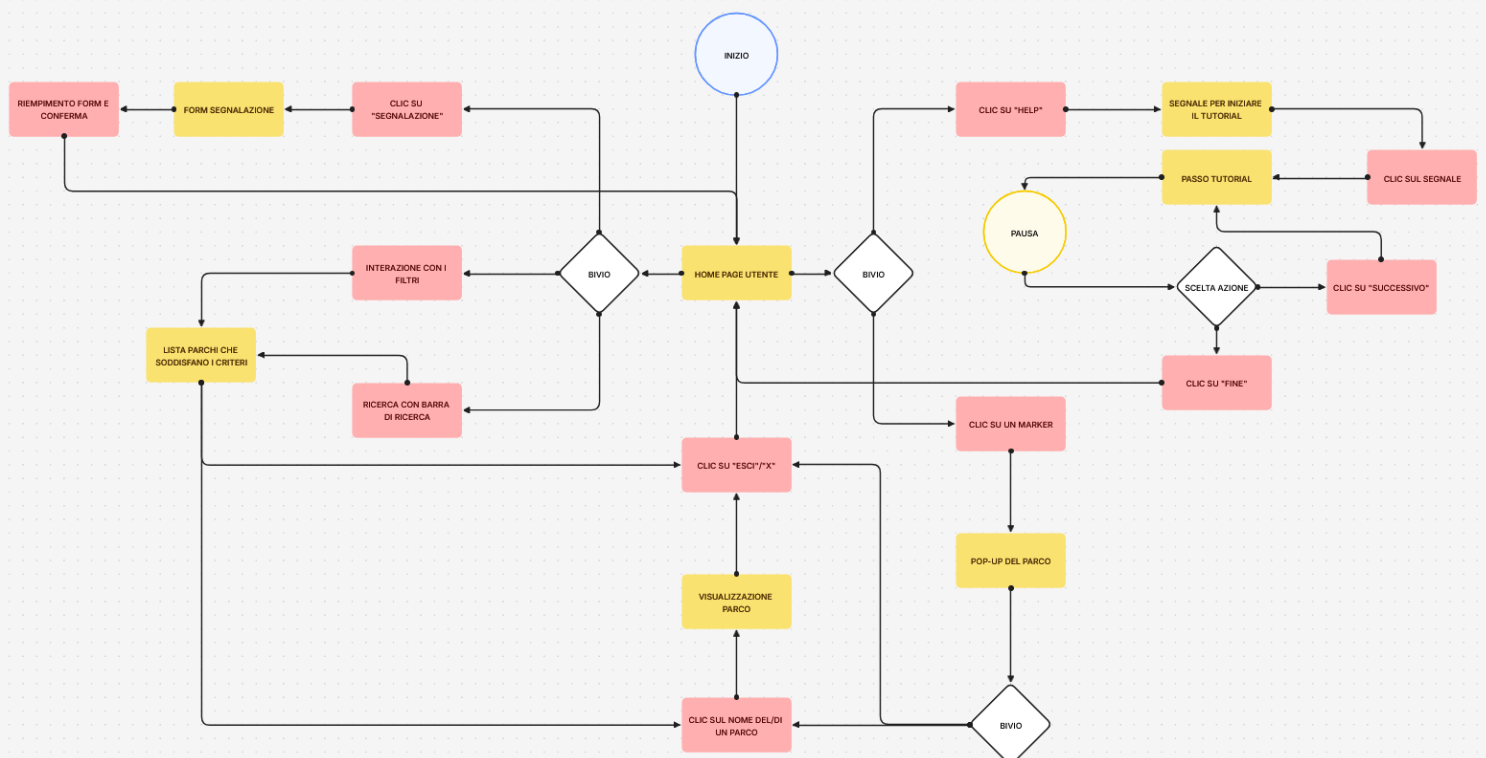 INIZIO
RIEMPIMENTO FORM E
CONFERMA
FORM SEGNALAZIONE
CLIC SU
"SEGNALAZIONE"
CLIC SU "HELP"
SEGNALE PER INIZIARE
IL TUTORIAL
PASSO TUTORIAL
CLIC SUL SEGNALE
PAUSA
INTERAZIONE CON I
FILTRI
BIVIO
HOME PAGE UTENTE
BIVIO
SCELTA AZIONE
CLIC SU "SUCCESSIVO"
LISTA PARCHI CHE
SODDISFANO I CRITERI
CLIC SU "FINE"
RICERCA CON BARRA
DI RICERCA
CLIC SU UN MARKER
CLIC SU "ESCI"/"X"
POP-UP DEL PARCO
VISUALIZZAZIONE
PARCO
CLIC SUL NOME DEL/DI
UN PARCO
BIVIO